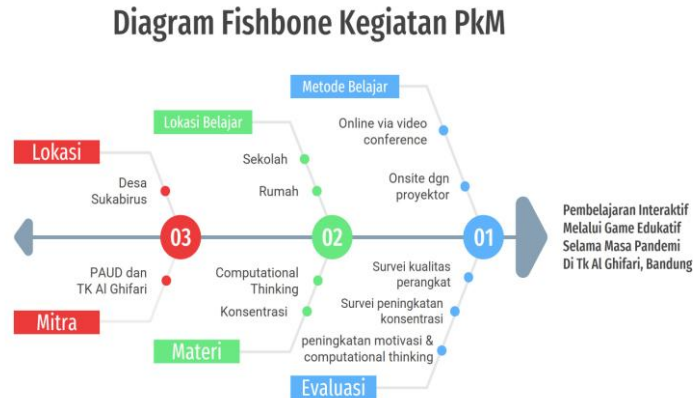 Diagram Fishbone Kegiatan PkM
Metode Belajar
Online via video
conference
Onsite dgn
proyektor
Lokasi Belajar
Sekolah
Rumah
Lokasi
Desa
Sukabirus
03
02
01
Pembelajaran Interaktif
Melalui Game Edukatif
Selama Masa Pandemi
Di Tk Al Ghifari, Bandung
PAUD dan
TK Al Ghifari
Mitra
Computational
Thinking
Konsentrasi
Materi
Survei kualitas
perangkat
Survei peningkatan
konsentrasi
peningkatan motivasi &
computational thinking
Evaluasi